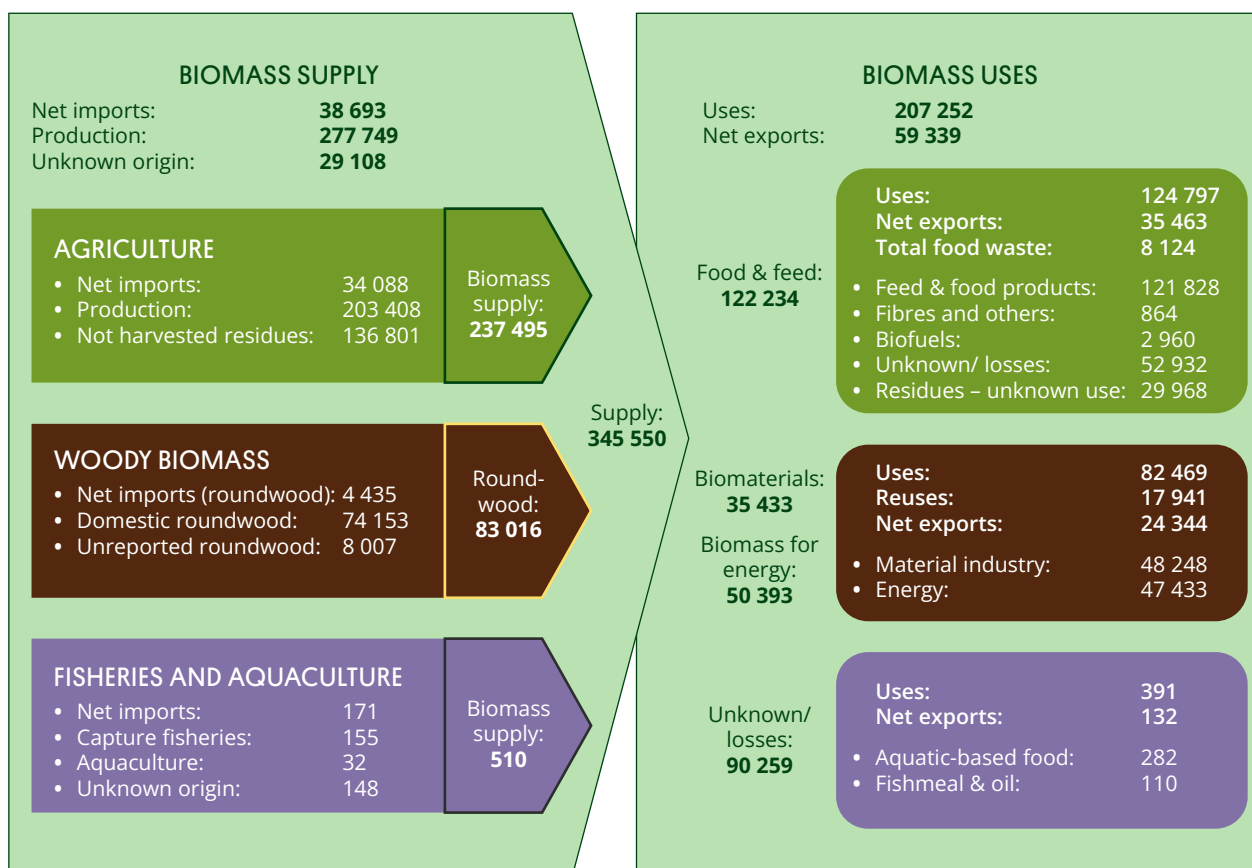 BIOMASS SUPPLY
Net imports: 38 693
Production: 277 749
Unknown origin: 29 108
AGRICULTURE
• Net imports: 34 088
• Production: 203 408
• Not harvested residues: 136 801
Biomass
supply:
237 495
WOODY BIOMASS
• Net imports (roundwood): 4 435
• Domestic roundwood: 74 153
• Unreported roundwood: 8 007
Round-
wood:
83 016
FISHERIES AND AQUACULTURE
• Net imports: 171
• Capture fisheries: 155
• Aquaculture: 32
• Unknown origin: 148
Biomass
supply:
510
Supply:
345 550
BIOMASS USES
Uses: 207 252
Net exports: 59 339
Food & feed:
122 234
Uses: 124 797
Net exports: 35 463
Total food waste: 8 124
• Feed & food products: 121 828
• Fibres and others: 864
• Biofuels: 2 960
• Unknown/ losses: 52 932
• Residues – unknown use: 29 968
Biomaterials:
35 433
Biomass for
energy:
50 393
Uses: 82 469
Reuses: 17 941
Net exports: 24 344
• Material industry: 48 248
• Energy: 47 433
Unknown/
losses:
90 259
Uses: 391
Net exports: 132
• Aquatic-based food: 282
• Fishmeal & oil: 110